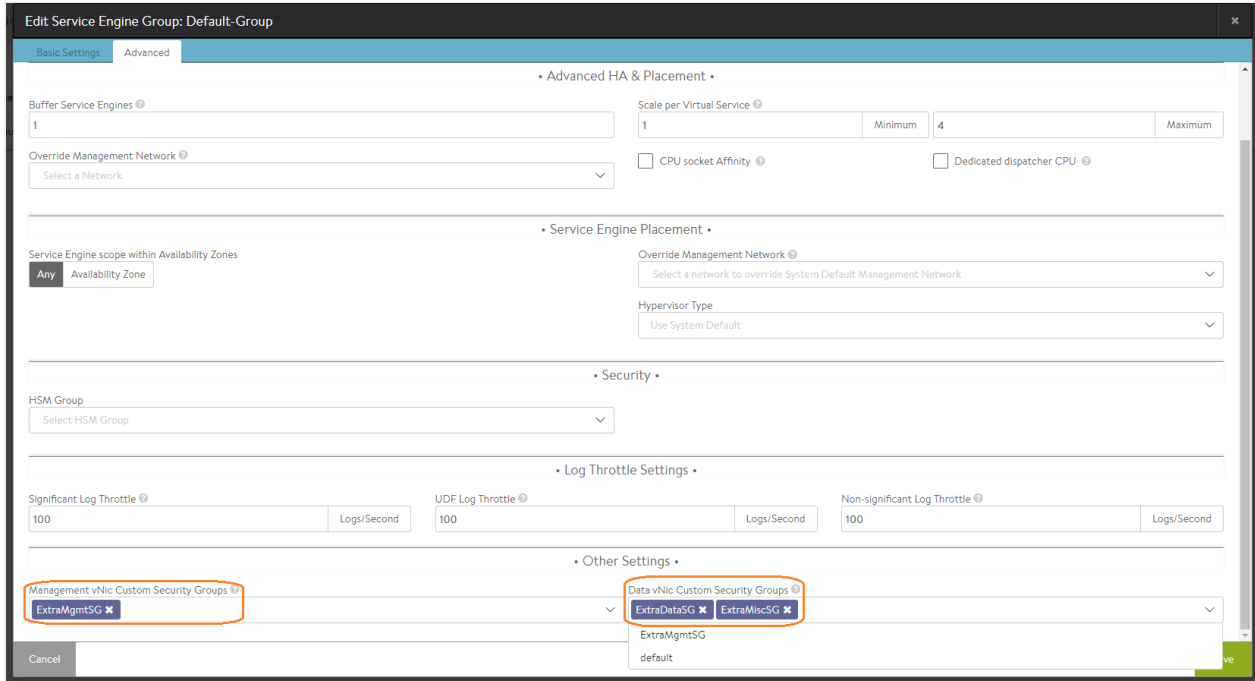 Edit Service Engine Group: Default-Group
Basic Settings Advanced
• Advanced HA & Placement •
Buffer Service Engines
1
Scale per Virtual Service
1 Minimum 4 Maximum
Override Management Network
Select a Network
CPU socket Affinity
Dedicated dispatcher CPU
• Service Engine Placement •
Service Engine scope within Availability Zones
Any Availability Zone
Override Management Network
Select a network to override System Default Management Network
Hypervisor Type
Use System Default
• Security •
HSM Group
Select HSM Group
• Log Throttle Settings •
Significant Log Throttle
100 Logs/Second
UDF Log Throttle
100 Logs/Second
Non-significant Log Throttle
100 Logs/Second
• Other Settings •
Management vNic Custom Security Groups
ExtraMgmtSG
Data vNic Custom Security Groups
ExtraDataSG ExtraMiscSG
ExtraMgmtSG
default
Cancel